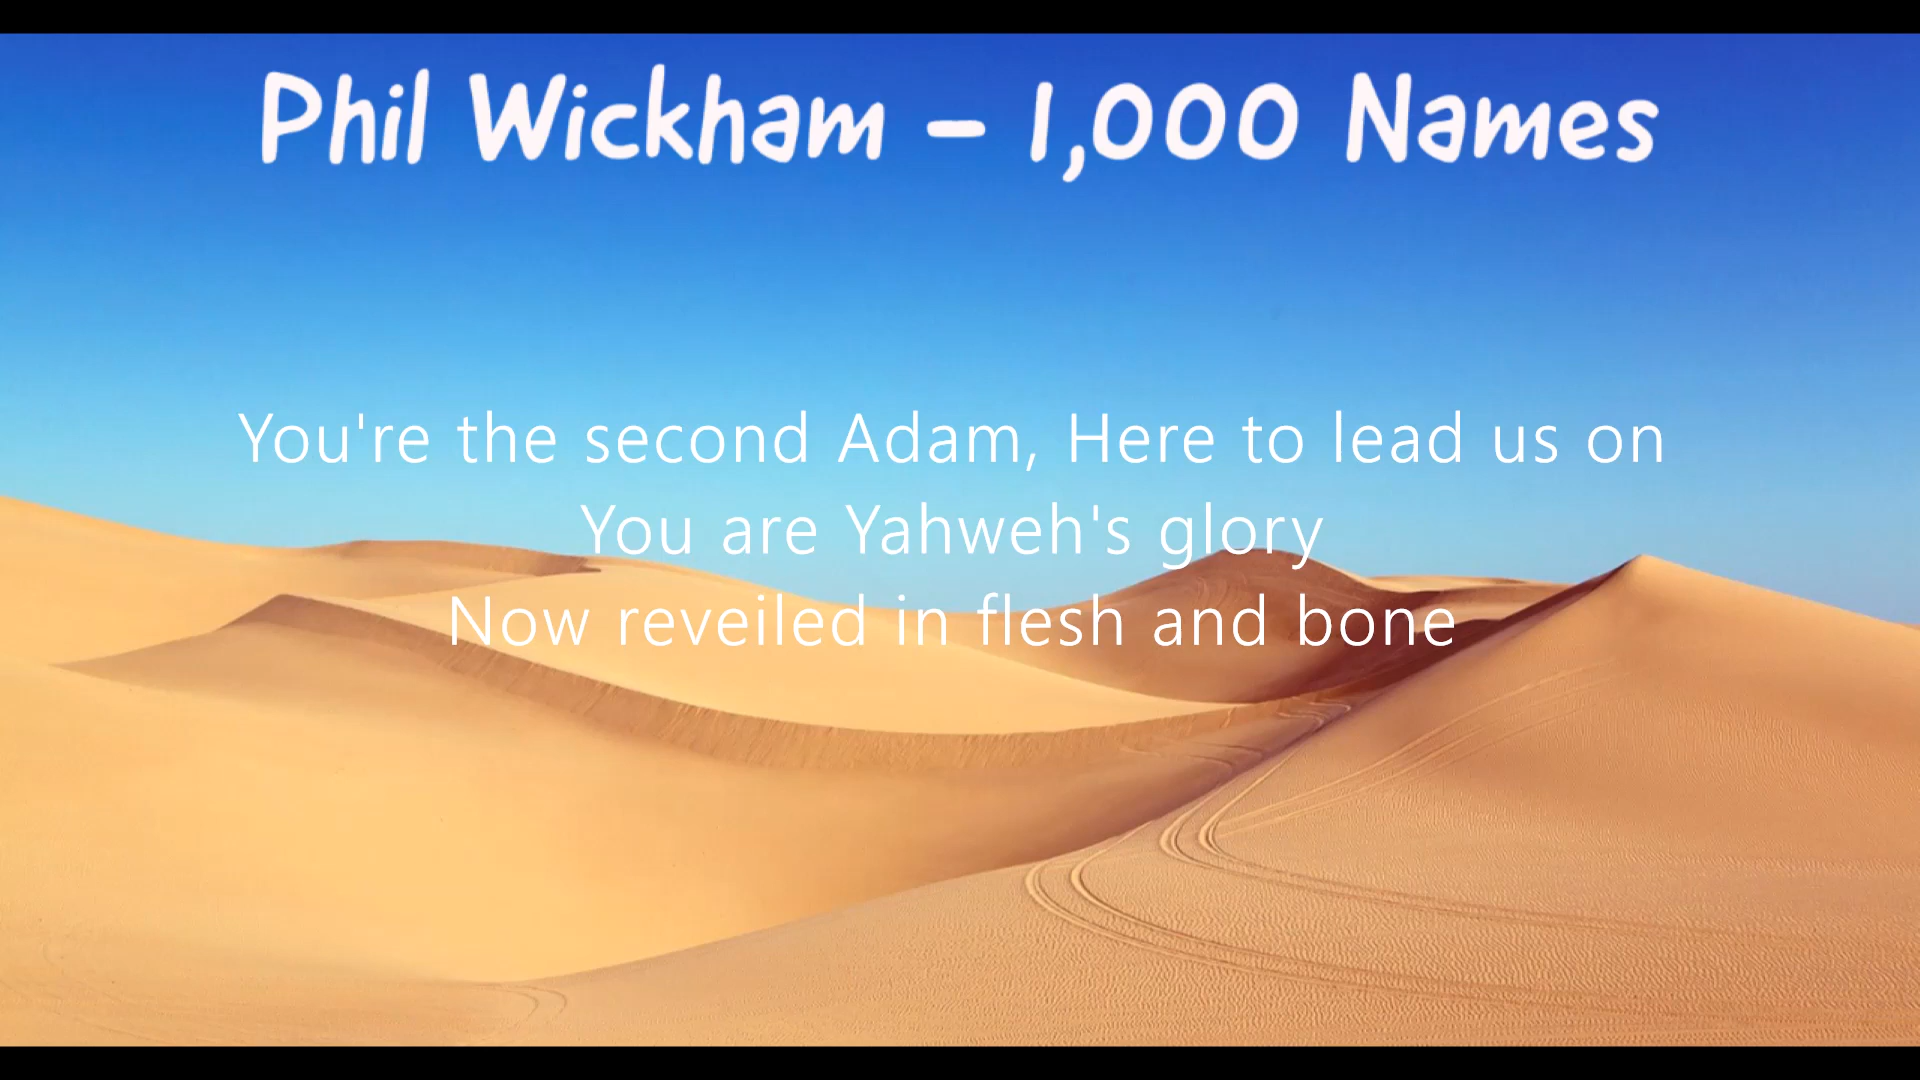 Phil Wickham - 1,000 Names
You're the second Adam, Here to lead us on
You are Yahweh's glory
Now reveiled in flesh and bone